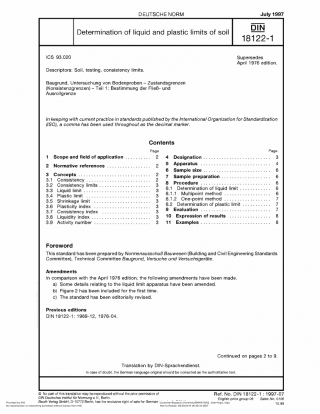 DEUTSCHE NORM
July 1997
Determination of liquid and plastic limits of soil
DIN
18122-1
ICS 93.020
Supersedes
April 1976 edition.
Descriptors: Soil, testing, consistency limits.
Baugrund, Untersuchung von Bodenproben – Zustandsgrenzen
(Konsistenzgrenzen) – Teil 1: Bestimmung der Fließ- und
Ausrollgrenze
In keeping with current practice in standards published by the International Organization for Standardization
(ISO), a comma has been used throughout as the decimal marker.
Contents
Page
1 Scope and field of application . . . . . . . . . . 2
2 Normative references . . . . . . . . . . 2
3 Concepts . . . . . . . . . . 2
3.1 Consistency . . . . . . . . . . 2
3.2 Consistency limits . . . . . . . . . . 3
3.3 Liquid limit . . . . . . . . . . 3
3.4 Plastic limit . . . . . . . . . . 3
3.5 Shrinkage limit . . . . . . . . . . 3
3.6 Plasticity index . . . . . . . . . . 3
3.7 Consistency index . . . . . . . . . . 3
3.8 Liquidity index . . . . . . . . . . 3
3.9 Activity number . . . . . . . . . . 3
Page
4 Designation . . . . . . . . . . 3
5 Apparatus . . . . . . . . . . 4
6 Sample size . . . . . . . . . . 6
7 Sample preparation . . . . . . . . . . 6
8 Procedure . . . . . . . . . . 6
8.1 Determination of liquid limit . . . . . . . . . . 6
8.1.1 Multipoint method . . . . . . . . . . 6
8.1.2 One-point method . . . . . . . . . . 7
8.2 Determination of plastic limit . . . . . . . . . . 7
9 Evaluation . . . . . . . . . . 7
10 Expression of results . . . . . . . . . . 8
11 Examples . . . . . . . . . . 8
Foreword
This standard has been prepared by Normenausschuß Bauwesen (Building and Civil Engineering Standards
Committee), Technical Committee Baugrund, Versuche und Versuchsgeräte.
Amendments
In comparison with the April 1976 edition, the following amendments have been made.
a) Some details relating to the liquid limit apparatus have been amended.
b) Figure 2 has been included for the first time.
c) The standard has been editorially revised.
Previous editions
DIN 18122-1: 1969-12, 1976-04.
Continued on pages 2 to 9.
Translation by DIN-Sprachendienst.
In case of doubt, the German-language original should be consulted as the authoritative text.
© No part of this translation may be reproduced without the prior permission of
DIN Deutsches Institut für Normung e.V., Berlin.
Beuth Verlag GmbH, D-10772 Berlin, has the exclusive right of sale for German
Ref. No. DIN 18122-1 : 1997-07
English price group 08